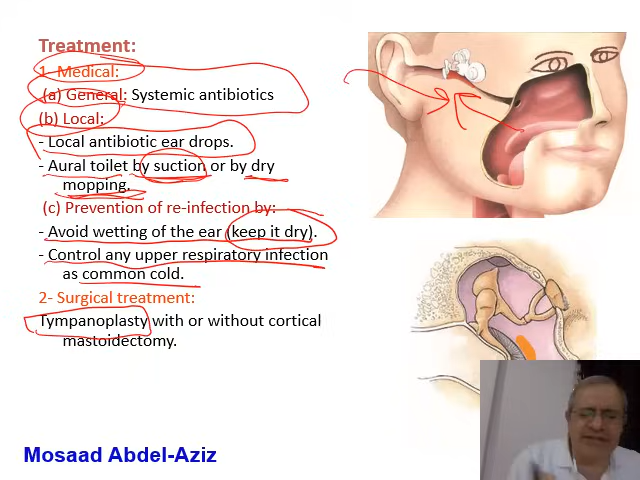 Treatment:
1- Medical:
(a) General: Systemic antibiotics
(b) Local:
- Local antibiotic ear drops.
- Aural toilet by suction or by dry
mopping.
(c) Prevention of re-infection by:
- Avoid wetting of the ear (keep it dry).
- Control any upper respiratory infection
as common cold.
2- Surgical treatment:
Tympanoplasty with or without cortical
mastoidectomy.
Mosaad Abdel-Aziz